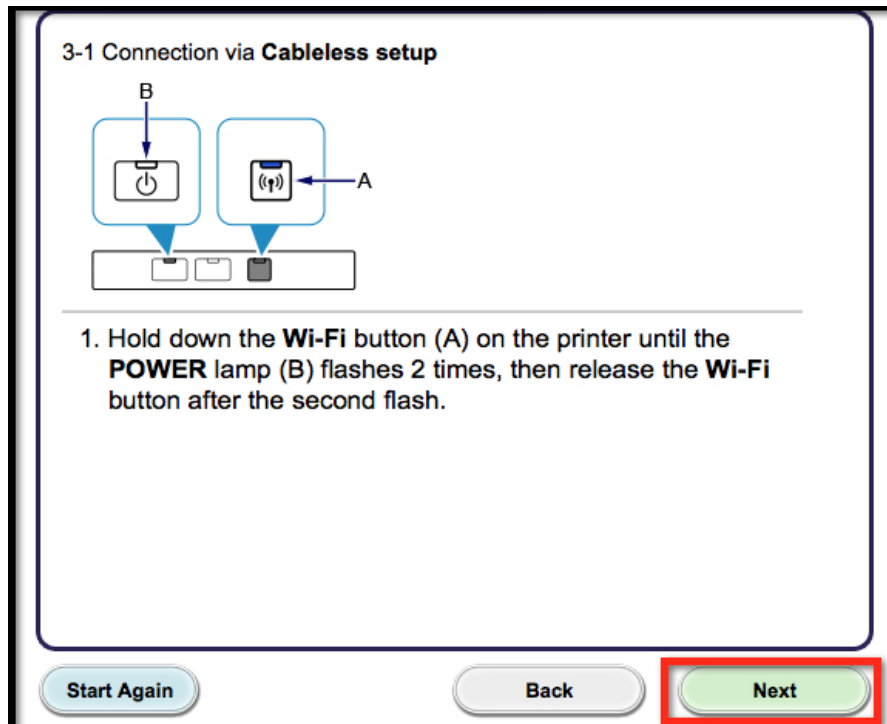 3-1 Connection via Cableless setup
B
A
1. Hold down the Wi-Fi button (A) on the printer until the
POWER lamp (B) flashes 2 times, then release the Wi-Fi
button after the second flash.
Start Again
Back
Next